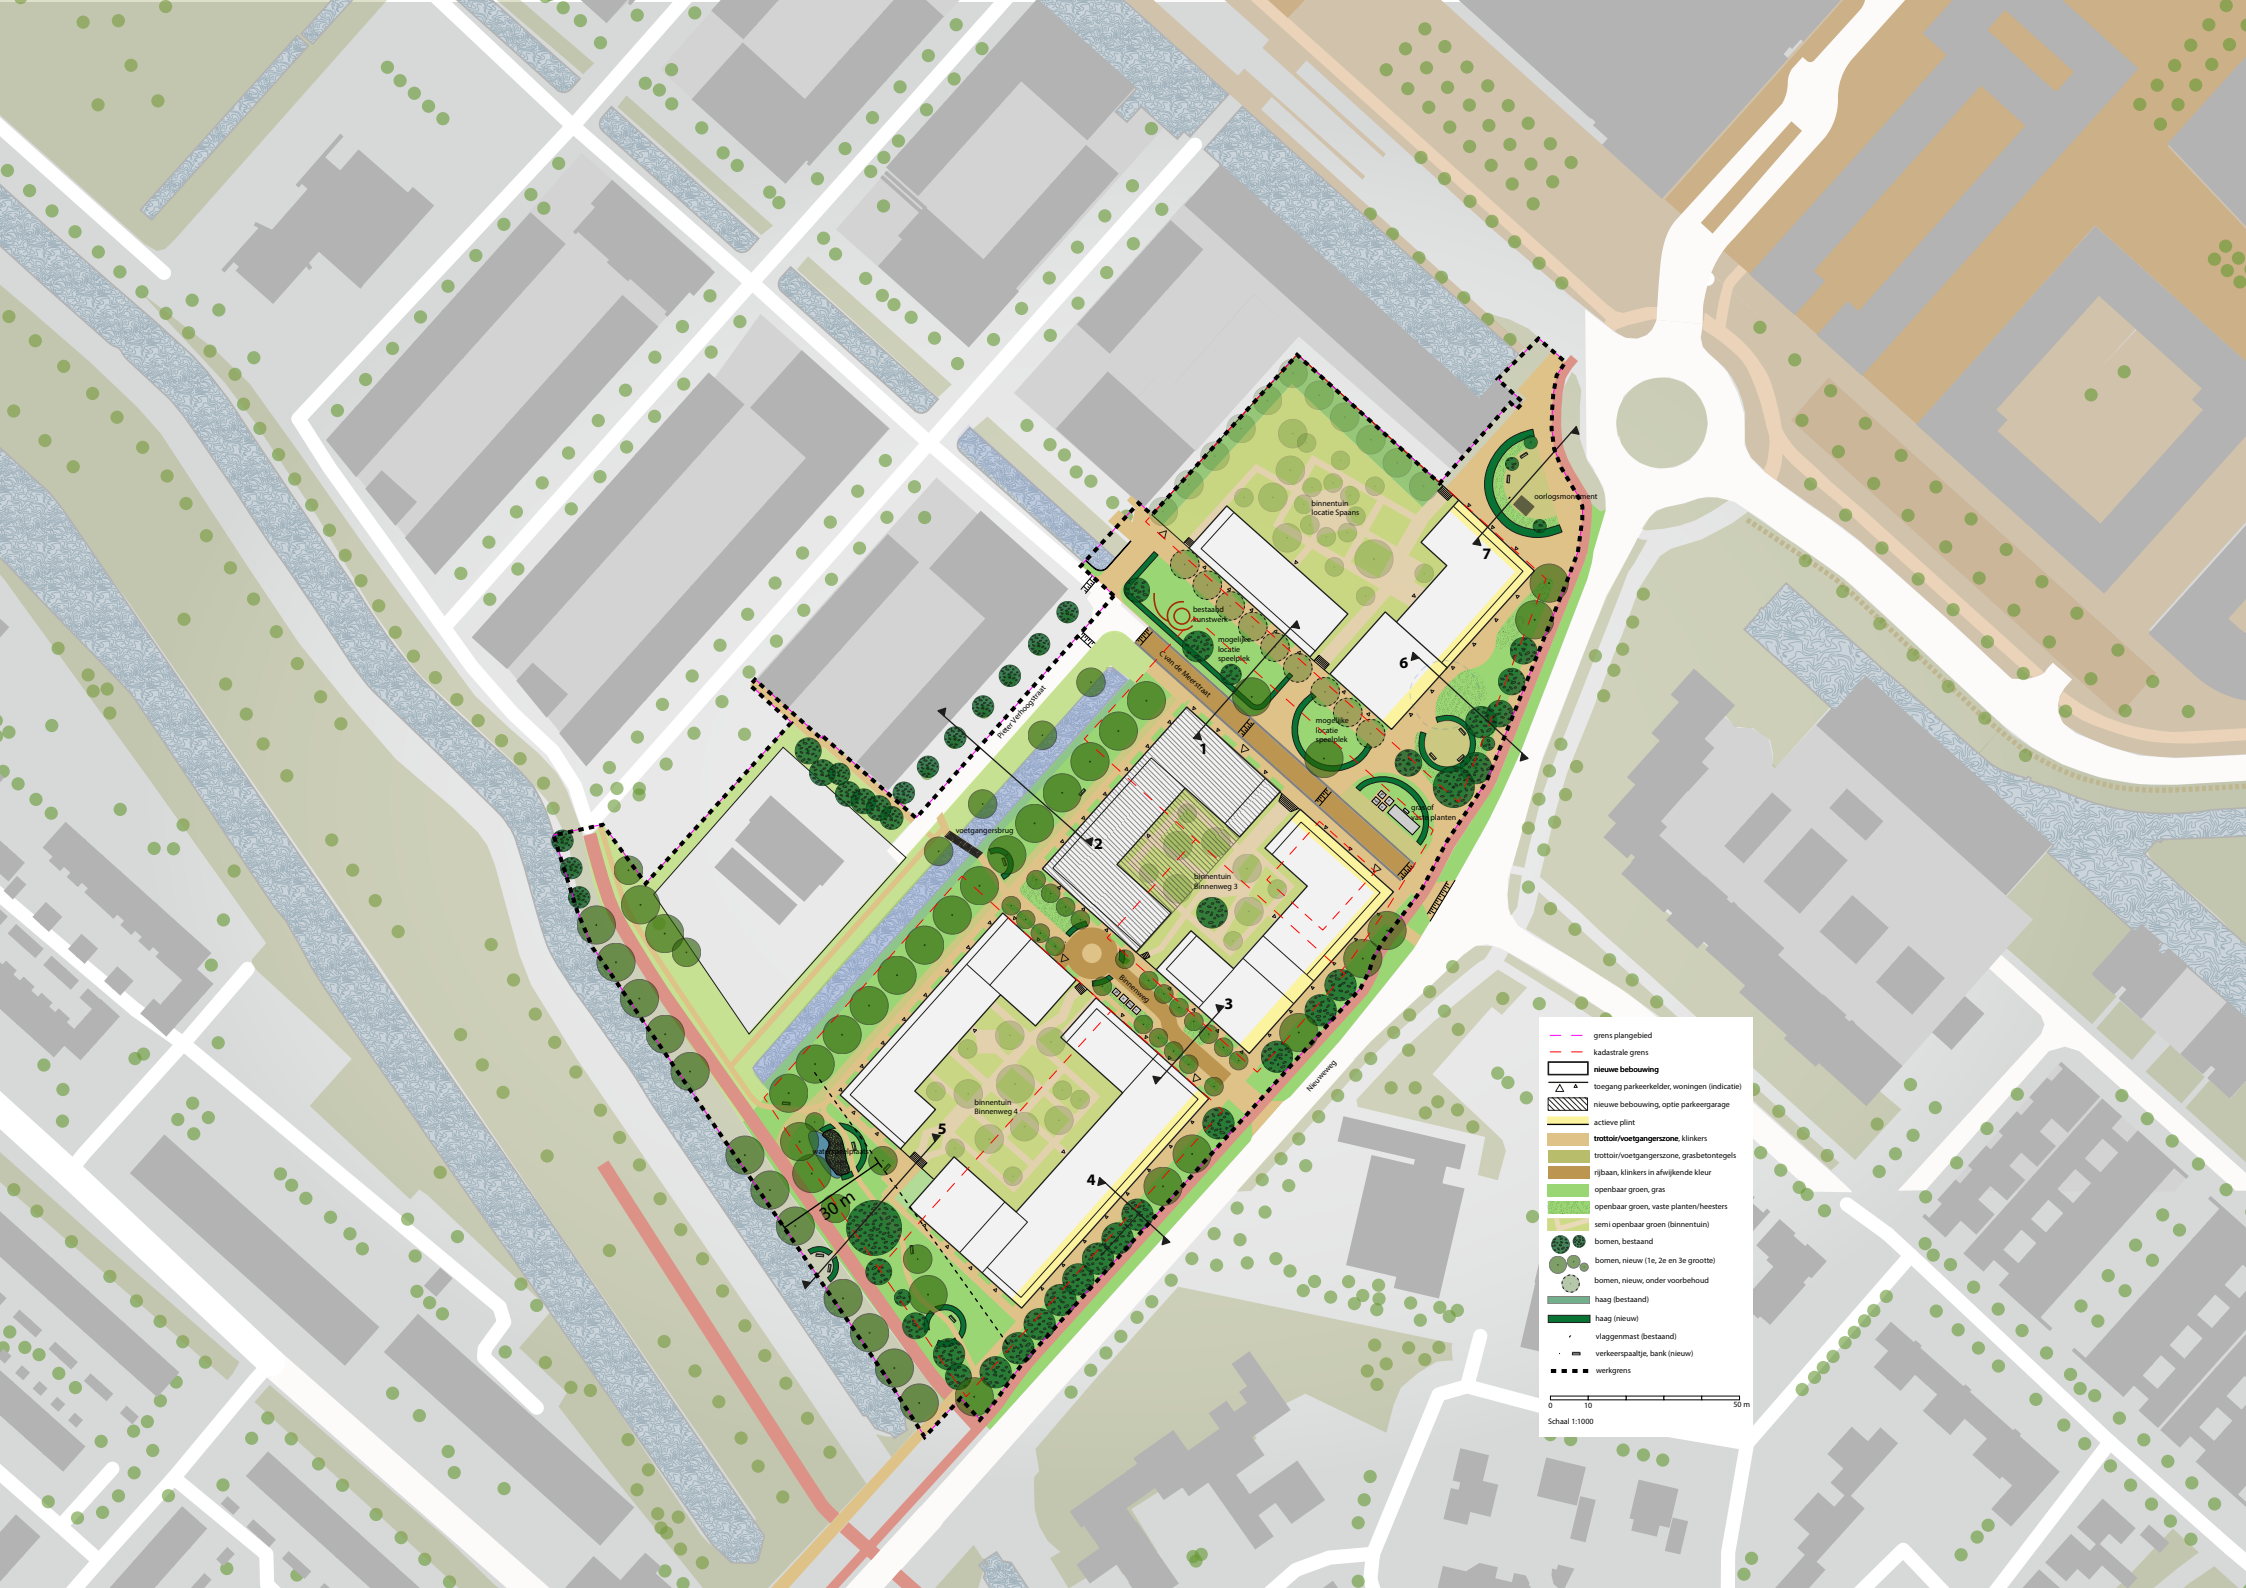 oorlogsmonument
binnentuin
locatie Spaans
7
bestaand
kunstwerk
mogelijke
locatie
speelplek
6
C van de Meerstraat
Pieter Verhoogstraat
mogelijke
locatie
speelplek
1
gras of
vaste planten
voetgangersbrug
2
binnentuin
Binnenweg 3
Binnenweg
3
Nieuweweg
binnentuin
Binnenweg 4
5
waterspeelplaats
4
30 m
grens plangebied
kadastrale grens
nieuwe bebouwing
toegang parkeerkelder, woningen (indicatie)
nieuwe bebouwing, optie parkeergarage
actieve plint
trottoir/voetgangerszone, klinkers
trottoir/voetgangerszone, grasbetontegels
rijbaan, klinkers in afwijkende kleur
openbaar groen, gras
openbaar groen, vaste planten/heesters
semi openbaar groen (binnentuin)
bomen, bestaand
bomen, nieuw (1e, 2e en 3e grootte)
bomen, nieuw, onder voorbehoud
haag (bestaand)
haag (nieuw)
vlaggenmast (bestaand)
verkeerspaaltje, bank (nieuw)
werkgrens
0 10 50 m
Schaal 1:1000